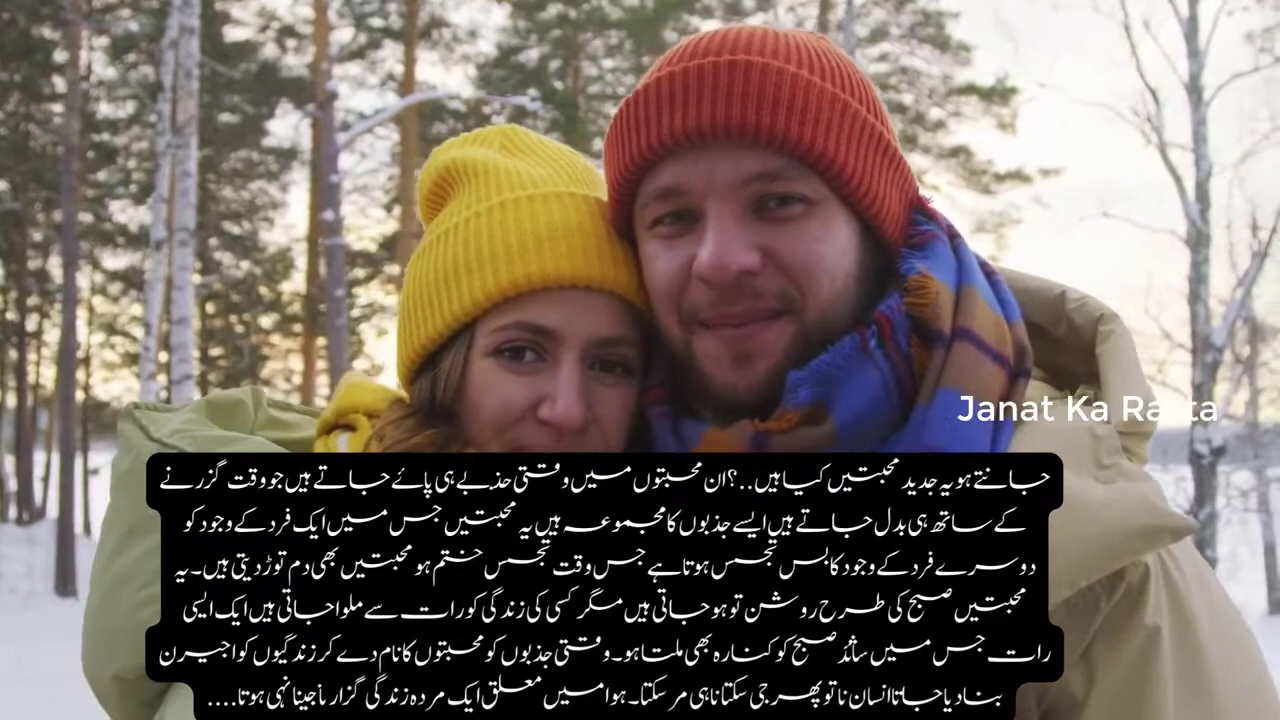 Janat Ka Rasta
جانتے ہو یہ جدید محبتیں کیا ہیں..؟ ان محبتوں میں وقتی جذبے ہی پائے جاتے ہیں جو وقت گزرنے
کے ساتھ ہی بدل جاتے ہیں ایسے جذبوں کا مجموعہ ہیں یہ محبتیں جس میں ایک فرد کے وجود کو
دوسرے فرد کے وجود کا بس تجسس ہوتا ہے جس وقت تجسس ختم ہو محبتیں بھی دم توڑ دیتی ہیں۔ یہ
محبتیں صبح کی طرح روشن تو ہو جاتی ہیں مگر کسی کی زندگی کو رات سے ملوا جاتی ہیں ایک ایسی
رات جس میں سائڈ صبح کو کنارہ بھی ملتا ہو۔ وقتی جذبوں کو محبتوں کا نام دے کر زندگیوں کو اجیرن
بنا دیا جاتا انسان نا تو پھر جی سکتا نا ہی مر سکتا۔ ہوا میں معلق ایک مردہ زندگی گزارنا جینا نہی ہوتا....